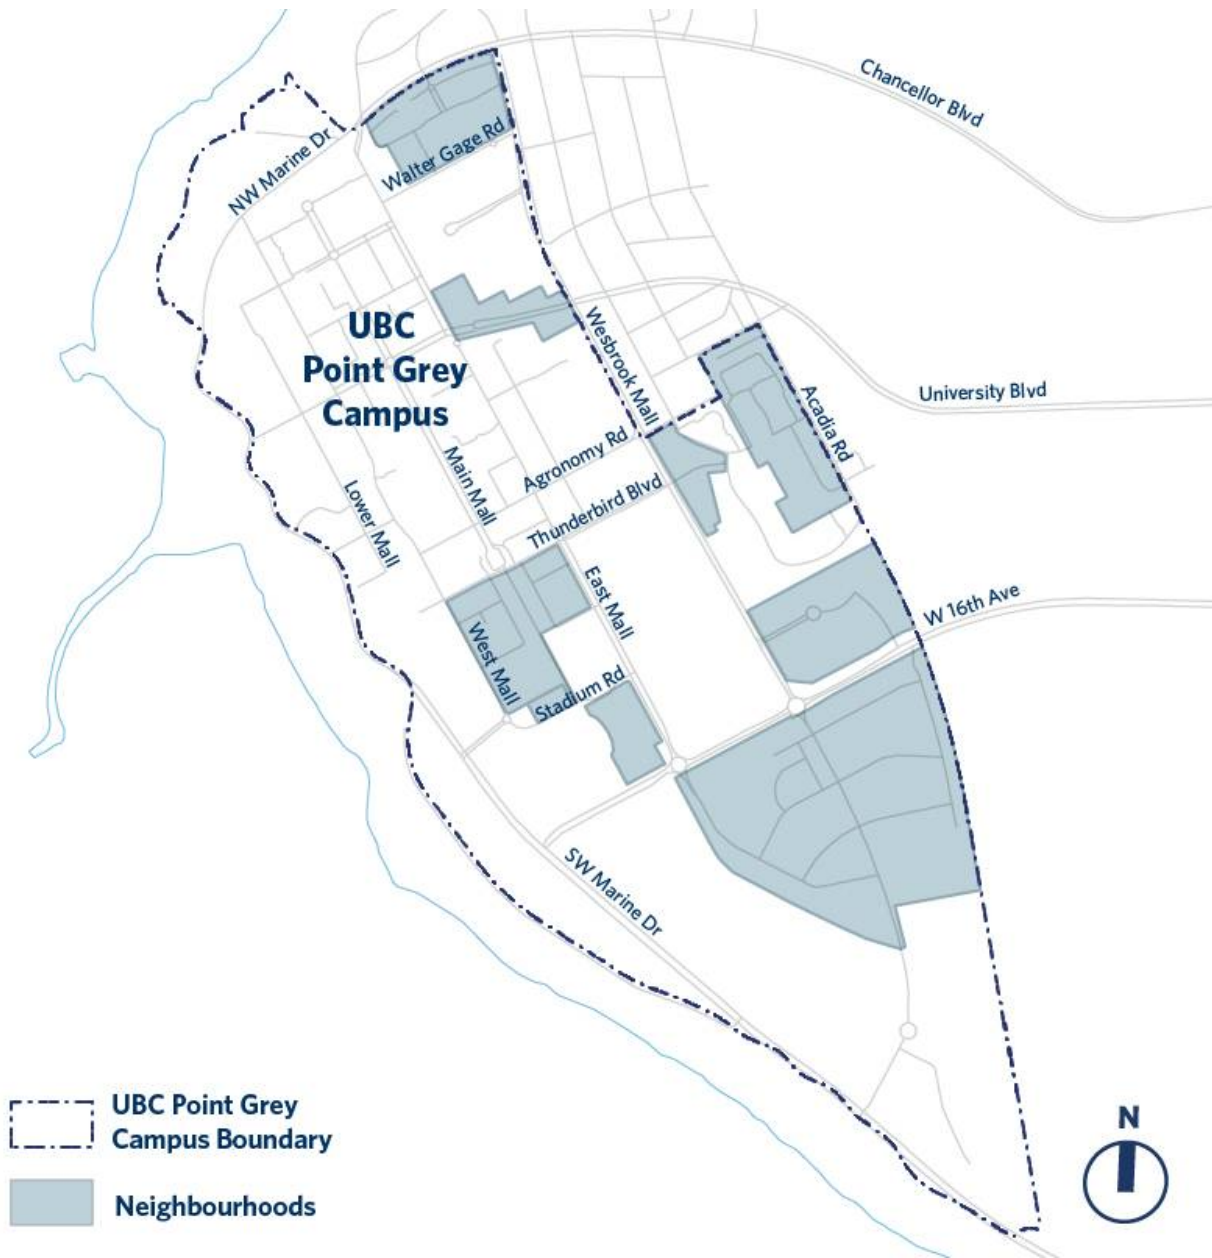 Chancellor Blvd
NW Marine Dr
Walter Gage Rd
UBC
Point Grey
Campus
Wesbrook Mall
University Blvd
Acadia Rd
Agronomy Rd
Main Mall
Thunderbird Blvd
Lower Mall
East Mall
W 16th Ave
West Mall
Stadium Rd
SW Marine Dr
UBC Point Grey
Campus Boundary
Neighbourhoods
N